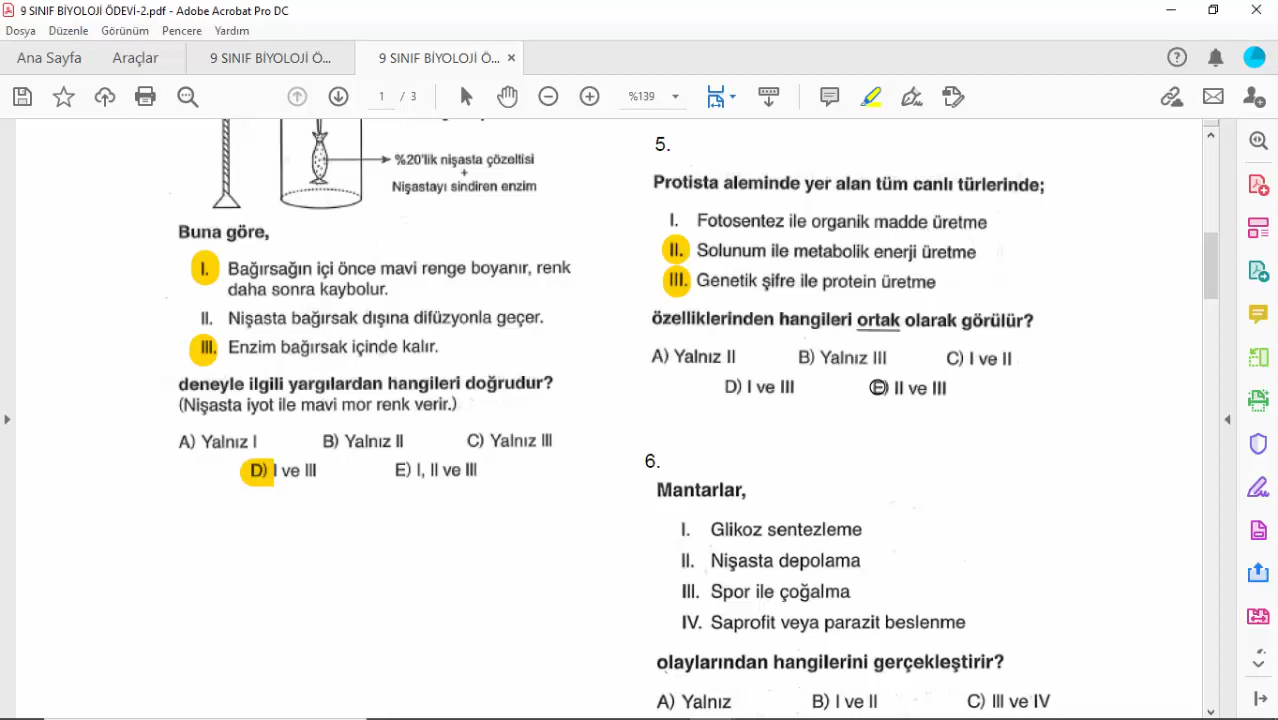 9 SINIF BİYOLOJİ ÖDEVİ-2.pdf - Adobe Acrobat Pro DC
Dosya Düzenle Görünüm Pencere Yardım
Ana Sayfa Araçlar 9 SINIF BİYOLOJİ Ö... 9 SINIF BİYOLOJİ Ö... ×
1 / 3 %139
%20'lik nişasta çözeltisi
+
Nişastayı sindiren enzim
Buna göre,
I. Bağırsağın içi önce mavi renge boyanır, renk
daha sonra kaybolur.
II. Nişasta bağırsak dışına difüzyonla geçer.
III. Enzim bağırsak içinde kalır.
deneyle ilgili yargılardan hangileri doğrudur?
(Nişasta iyot ile mavi mor renk verir.)
A) Yalnız I B) Yalnız II C) Yalnız III
D) I ve III E) I, II ve III
5.
Protista aleminde yer alan tüm canlı türlerinde;
I. Fotosentez ile organik madde üretme
II. Solunum ile metabolik enerji üretme
III. Genetik şifre ile protein üretme
özelliklerinden hangileri ortak olarak görülür?
A) Yalnız II B) Yalnız III C) I ve II
D) I ve III E) II ve III
6.
Mantarlar,
I. Glikoz sentezleme
II. Nişasta depolama
III. Spor ile çoğalma
IV. Saprofit veya parazit beslenme
olaylarından hangilerini gerçekleştirir?
A) Yalnız B) I ve II C) III ve IV